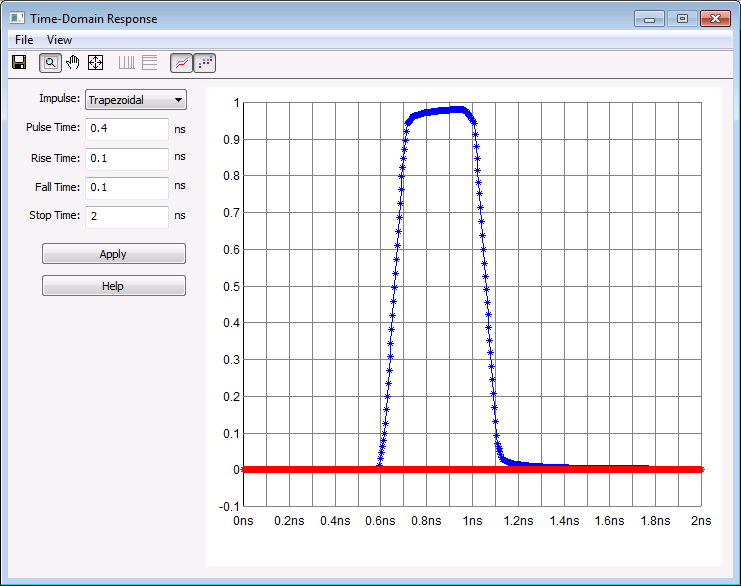 Time-Domain Response
File View
Impulse: Trapezoidal
Pulse Time: 0.4 ns
Rise Time: 0.1 ns
Fall Time: 0.1 ns
Stop Time: 2 ns
Apply
Help
1
0.9
0.8
0.7
0.6
0.5
0.4
0.3
0.2
0.1
0
-0.1
0ns 0.2ns 0.4ns 0.6ns 0.8ns 1ns 1.2ns 1.4ns 1.6ns 1.8ns 2ns